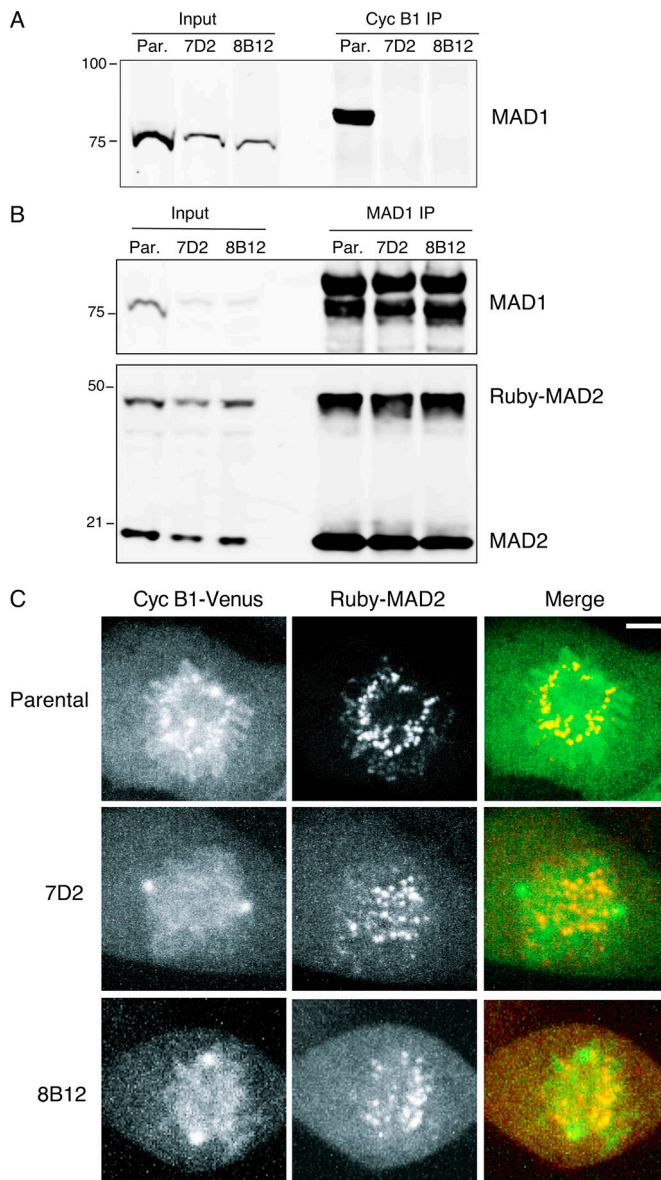 A
Input
Cyc B1 IP
Par. 7D2 8B12
Par. 7D2 8B12
100
75
MAD1
B
Input
MAD1 IP
Par. 7D2 8B12
Par. 7D2 8B12
75
MAD1
50
Ruby-MAD2
21
MAD2
C
Cyc B1-Venus
Ruby-MAD2
Merge
Parental
7D2
8B12